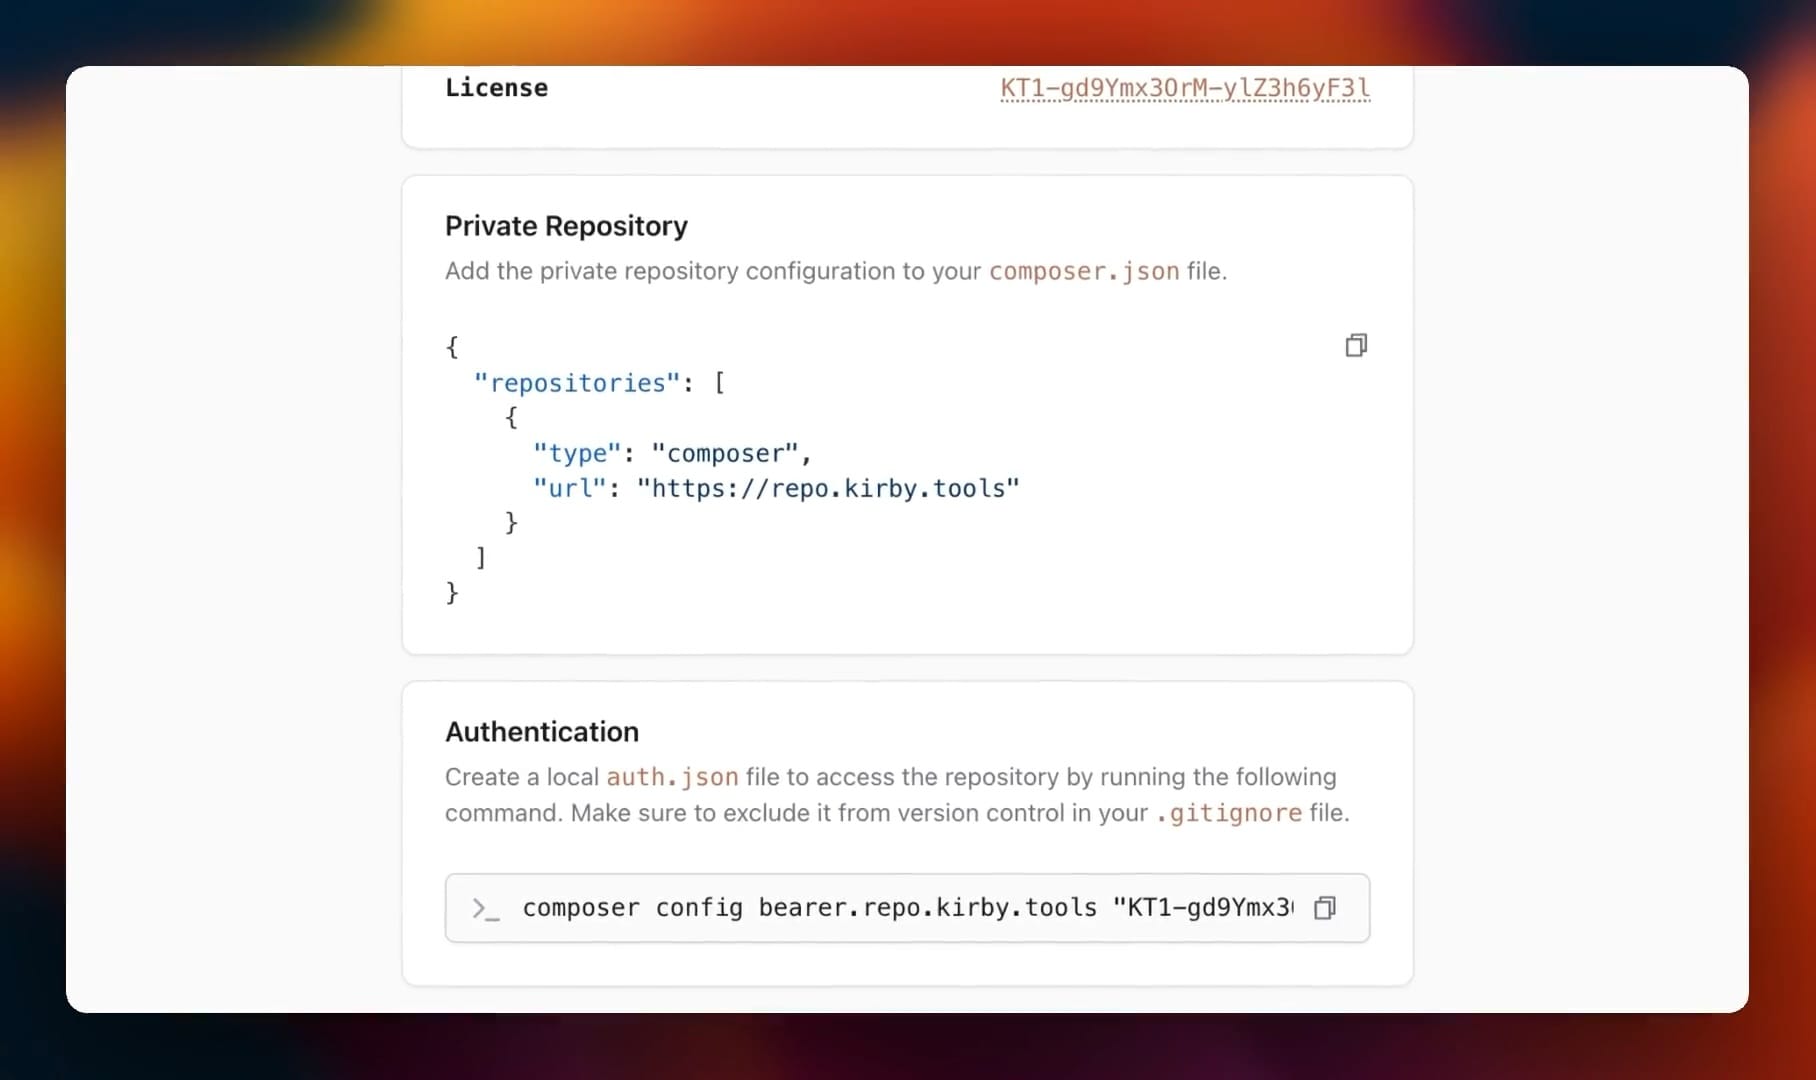 License KT1-gd9Ymx3OrM-ylZ3h6yF3l
Private Repository
Add the private repository configuration to your composer.json file.
{
"repositories": [
{
"type": "composer",
"url": "https://repo.kirby.tools"
}
]
}
Authentication
Create a local auth.json file to access the repository by running the following
command. Make sure to exclude it from version control in your .gitignore file.
>_ composer config bearer.repo.kirby.tools "KT1-gd9Ymx3